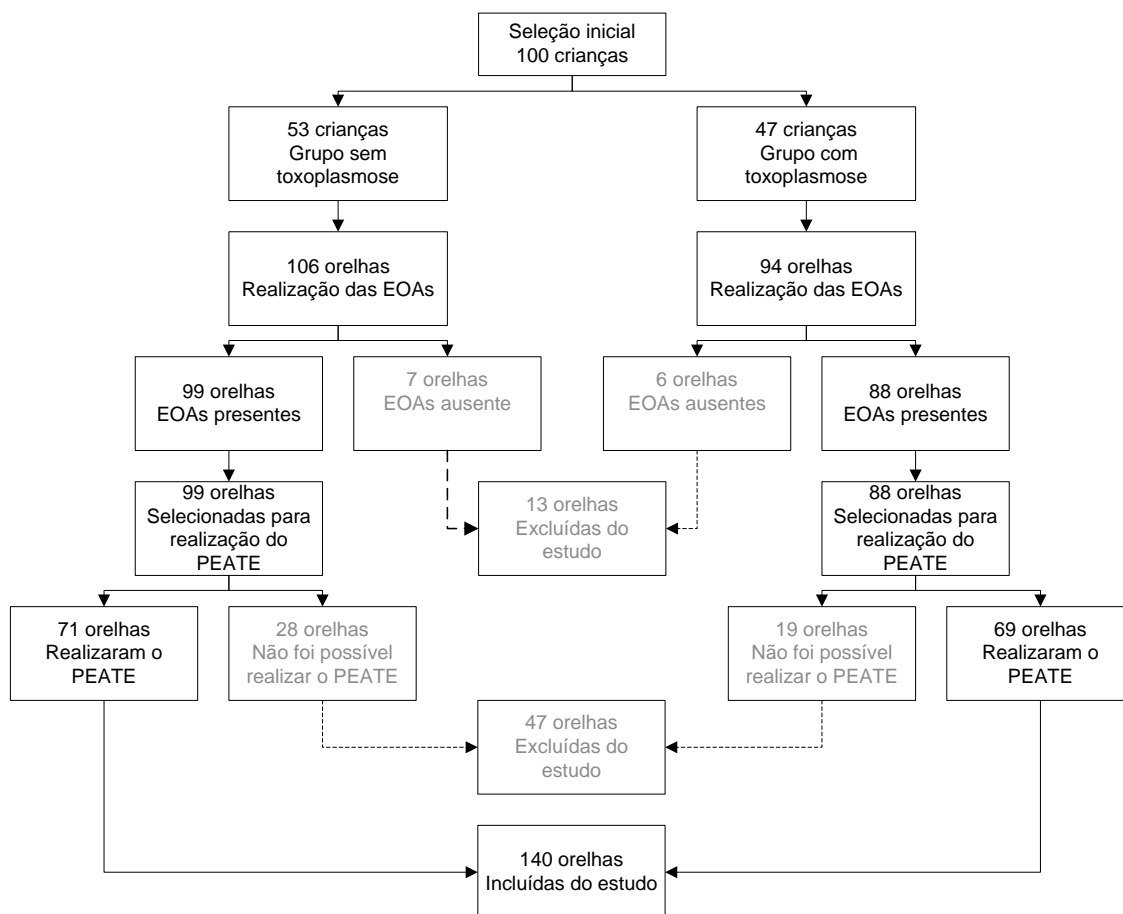 Seleção inicial
100 crianças
53 crianças
Grupo sem
toxoplasmose
47 crianças
Grupo com
toxoplasmose
106 orelhas
Realização das EOAs
94 orelhas
Realização das EOAs
99 orelhas
EOAs presentes
7 orelhas
EOAs ausente
6 orelhas
EOAs ausentes
88 orelhas
EOAs presentes
99 orelhas
Selecionadas para
realização do
PEATE
13 orelhas
Excluídas do
estudo
88 orelhas
Selecionadas para
realização do
PEATE
71 orelhas
Realizaram o
PEATE
28 orelhas
Não foi possível
realizar o PEATE
19 orelhas
Não foi possível
realizar o PEATE
69 orelhas
Realizaram o
PEATE
47 orelhas
Excluídas do
estudo
140 orelhas
Incluídas do estudo